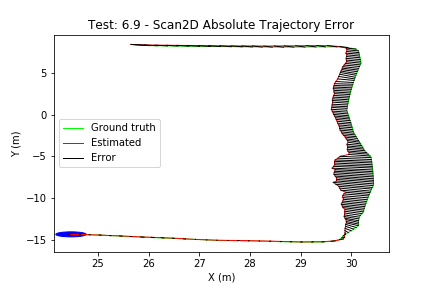 Test: 6.9 - Scan2D Absolute Trajectory Error
Y (m)
5
0
−5
−10
−15
Ground truth
Estimated
Error
25 26 27 28 29 30
X (m)